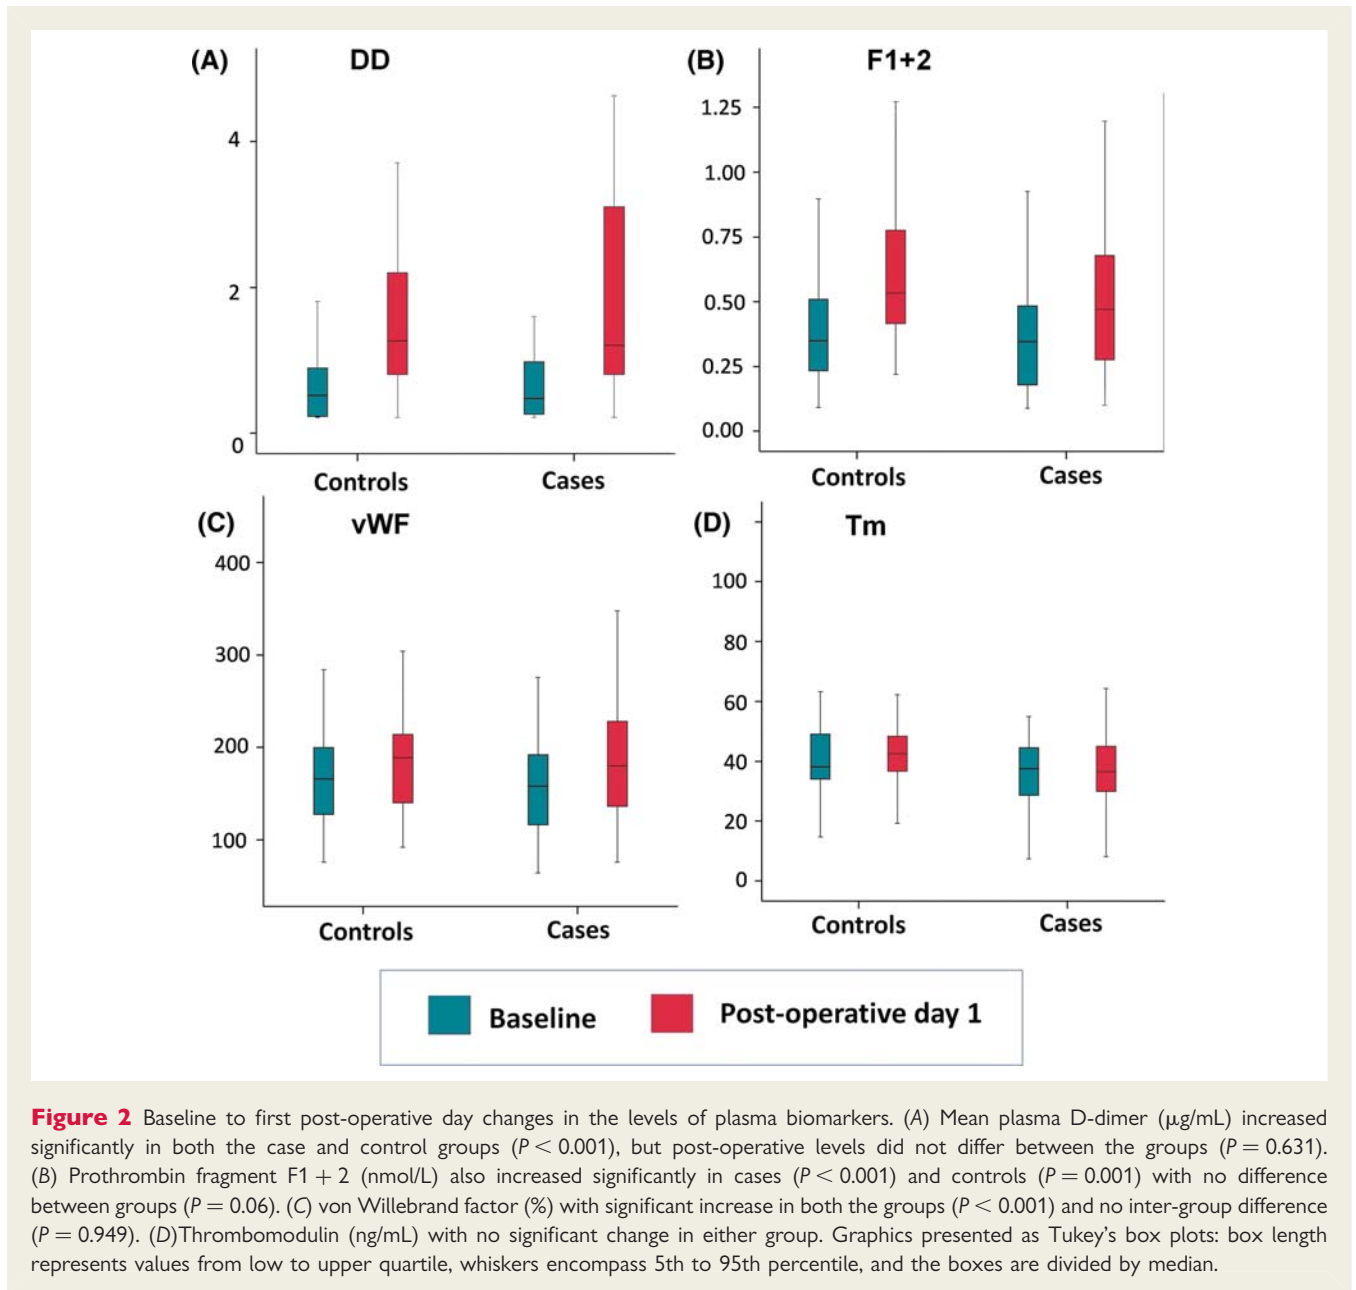 (A) DD
4
2
0
Controls Cases
(B) F1+2
1.25
1.00
0.75
0.50
0.25
0.00
Controls Cases
(C) vWF
400
300
200
100
Controls Cases
(D) Tm
100
80
60
40
20
0
Controls Cases
Baseline Post-operative day 1
Figure 2 Baseline to first post-operative day changes in the levels of plasma biomarkers. (A) Mean plasma D-dimer (μg/mL) increased
significantly in both the case and control groups (P < 0.001), but post-operative levels did not differ between the groups (P = 0.631).
(B) Prothrombin fragment F1 + 2 (nmol/L) also increased significantly in cases (P < 0.001) and controls (P = 0.001) with no difference
between groups (P = 0.06). (C) von Willebrand factor (%) with significant increase in both the groups (P < 0.001) and no inter-group difference
(P = 0.949). (D)Thrombomodulin (ng/mL) with no significant change in either group. Graphics presented as Tukey's box plots: box length
represents values from low to upper quartile, whiskers encompass 5th to 95th percentile, and the boxes are divided by median.